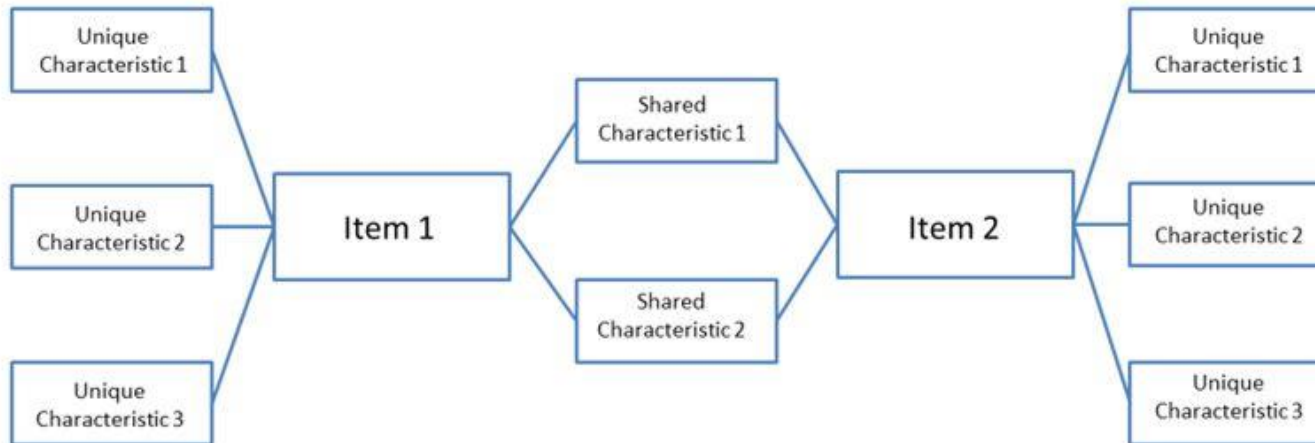 Unique
Characteristic 1
Unique
Characteristic 2
Unique
Characteristic 3
Item 1
Shared
Characteristic 1
Shared
Characteristic 2
Item 2
Unique
Characteristic 1
Unique
Characteristic 2
Unique
Characteristic 3